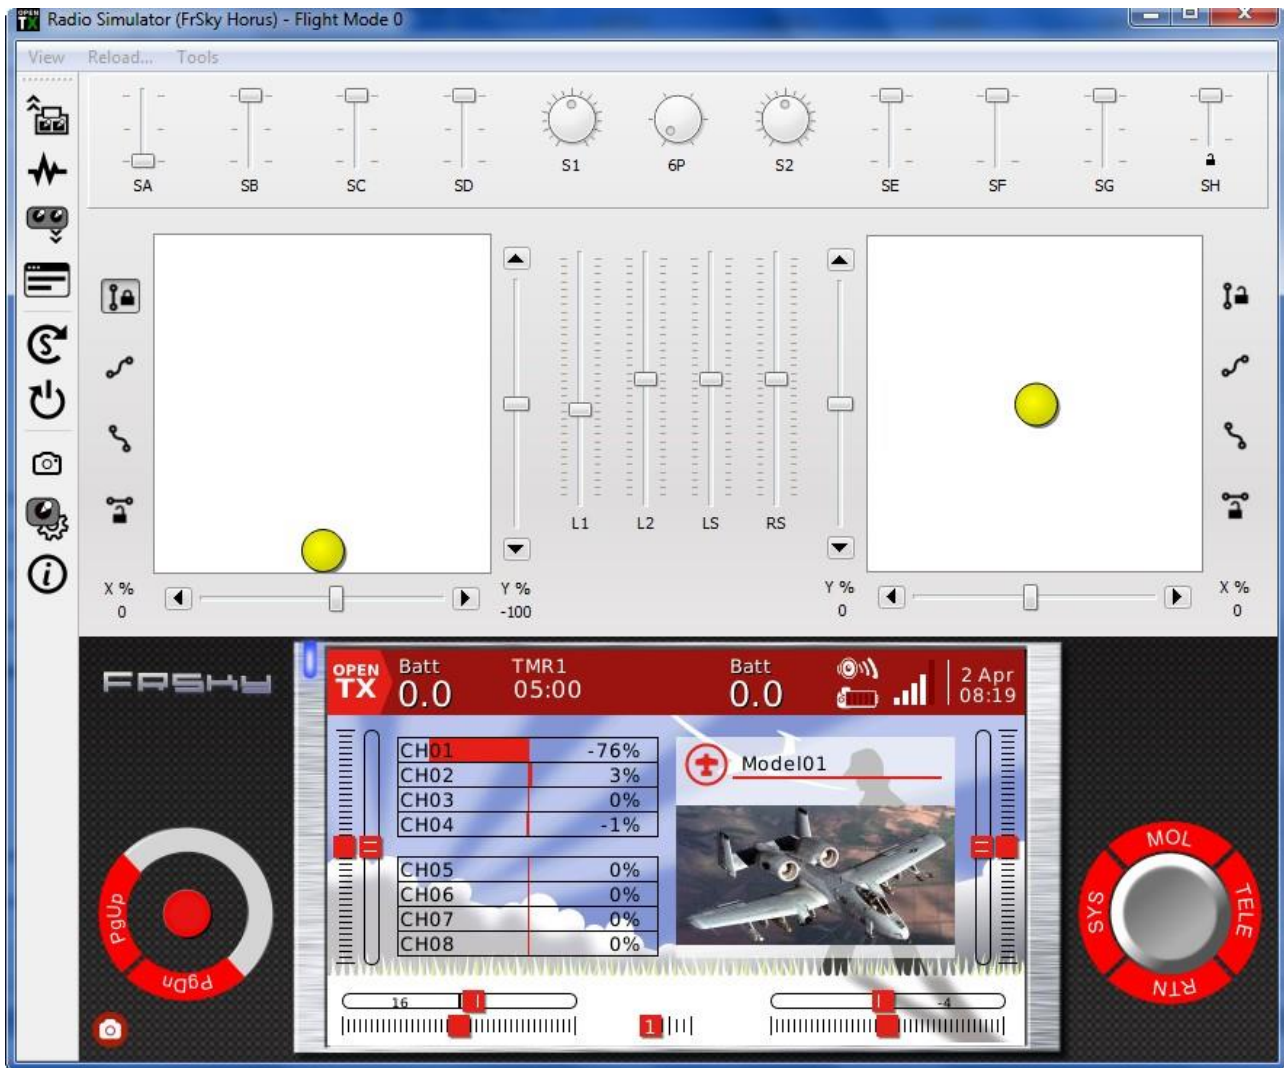 OPEN TX Radio Simulator (FrSky Horus) - Flight Mode 0
View Reload... Tools
SA SB SC SD S1 6P S2 SE SF SG SH
L1 L2 LS RS
X %
0
Y %
-100
Y %
0
X %
0
FRSKY
OPEN
TX
Batt
0.0
TMR1
05:00
Batt
0.0
2 Apr
08:19
CH01 -76%
CH02 3%
CH03 0%
CH04 -1%
CH05 0%
CH06 0%
CH07 0%
CH08 0%
Model01
PgUp
PgDn
MOL
SYS
TELE
RTN
16
1
-4